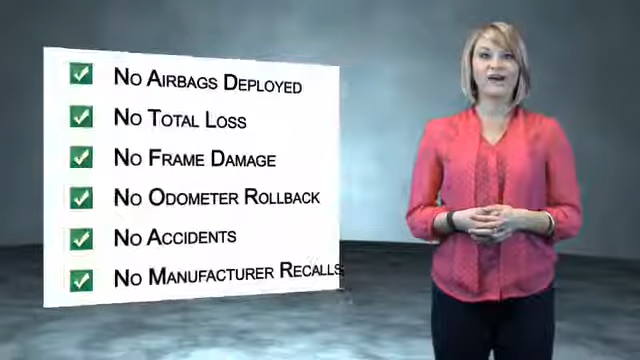 No Airbags Deployed
No Total Loss
No Frame Damage
No Odometer Rollback
No Accidents
No Manufacturer Recalls